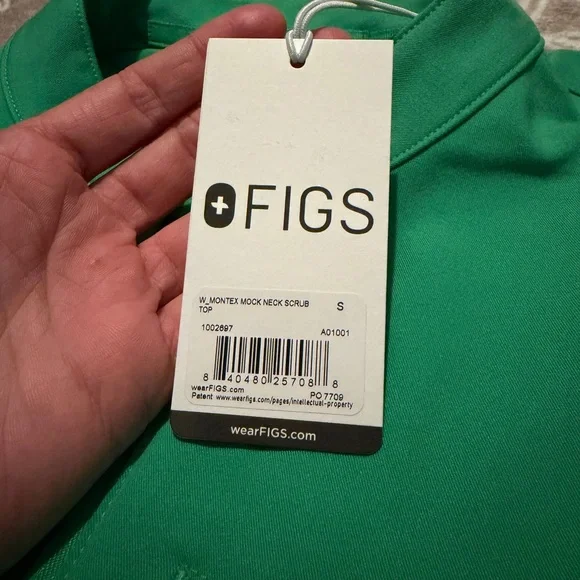 FIGS
W_MONTEX MOCK NECK SCRUB S
TOP
1002697 A01001
8 40480 25708 8
wearFIGS.com PO 7709
Patent www.wearfigs.com/pages/intellectual-property
wearFIGS.com